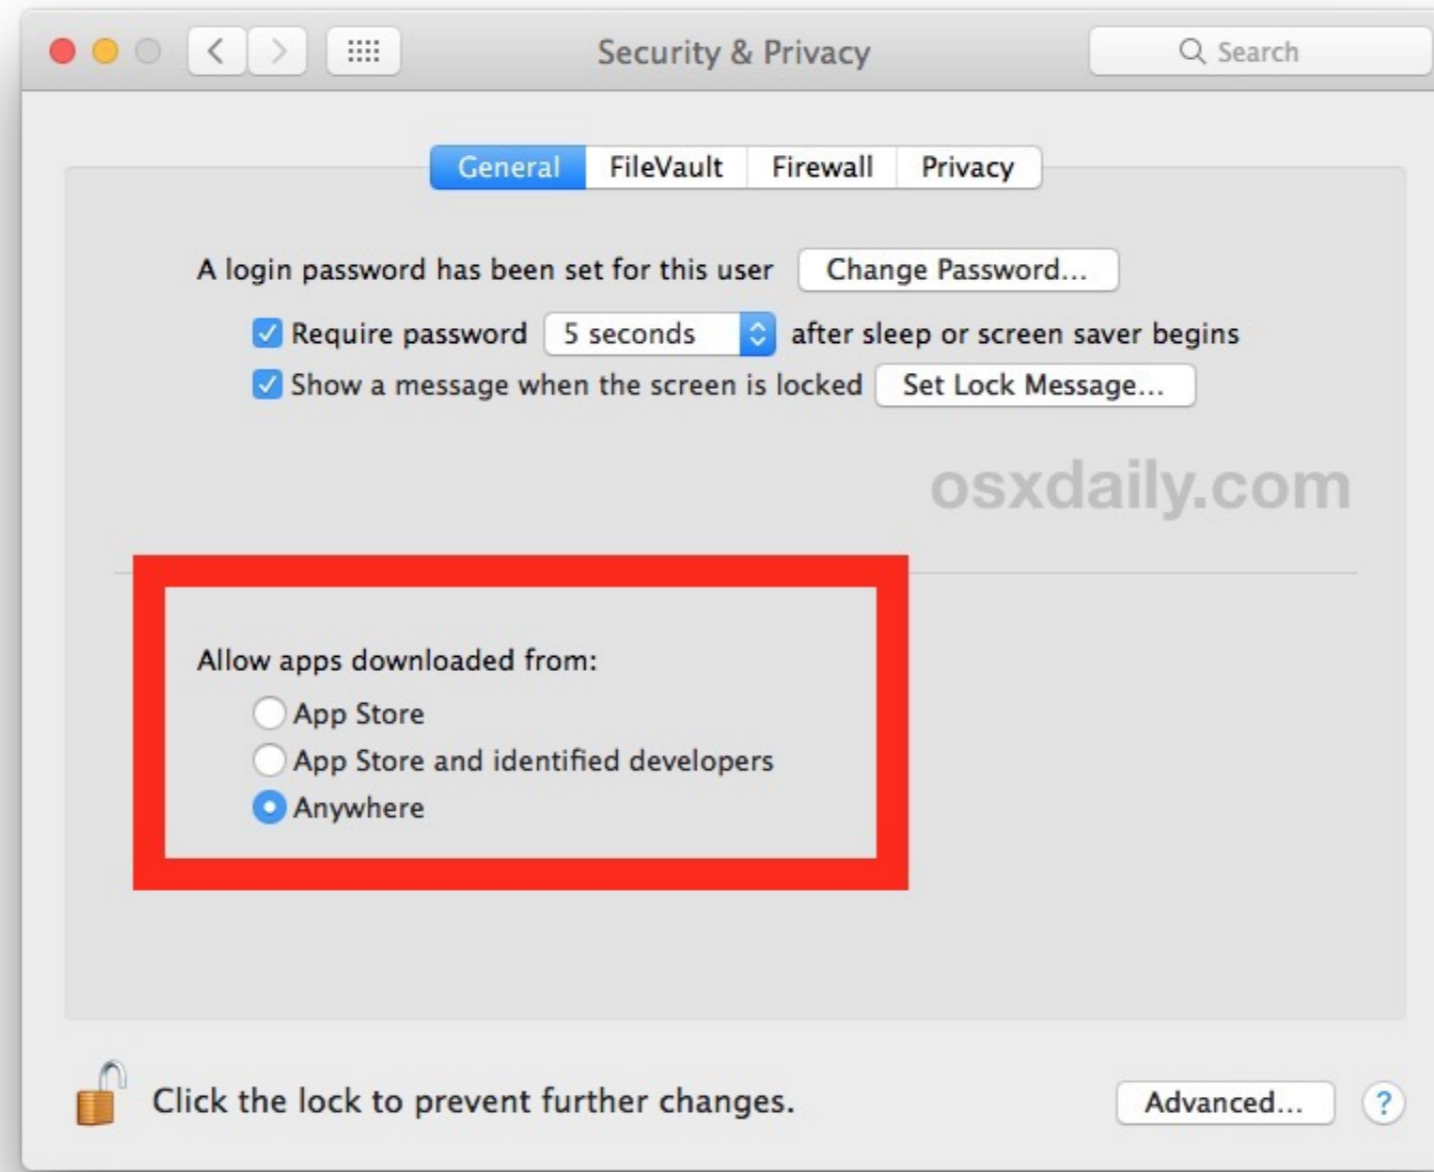 Security & Privacy
Search
General FileVault Firewall Privacy
A login password has been set for this user Change Password...
Require password 5 seconds after sleep or screen saver begins
Show a message when the screen is locked Set Lock Message...
osxdaily.com
Allow apps downloaded from:
App Store
App Store and identified developers
Anywhere
Click the lock to prevent further changes.
Advanced... ?